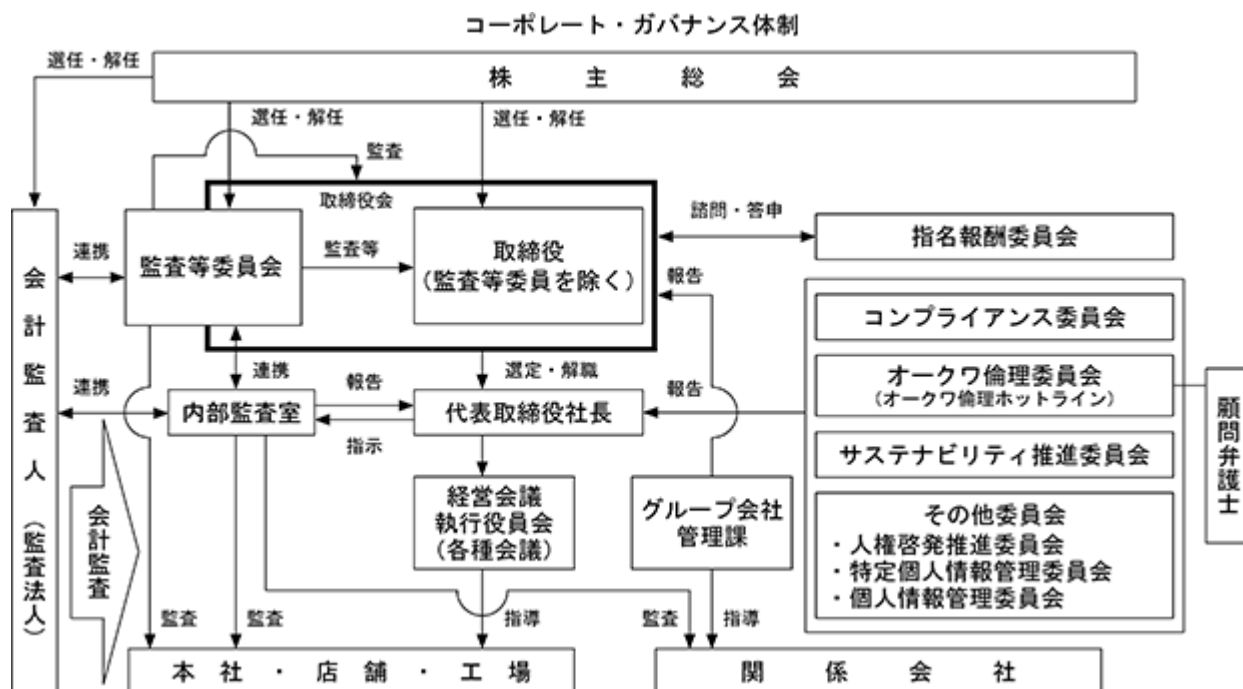 コーポレート・ガバナンス体制
選任・解任
株主総会
選任・解任
選任・解任
監査
取締役会
諮問・答申
指名報酬委員会
連携
監査等委員会
監査等
取締役
(監査等委員を除く)
報告
コンプライアンス委員会
会計監査人(監査法人)
連携
連携
選定・解職
報告
報告
オークワ倫理委員会
(オークワ倫理ホットライン)
顧問弁護士
内部監査室
代表取締役社長
指示
サステナビリティ推進委員会
会計監査
経営会議
執行役員会
(各種会議)
グループ会社
管理課
その他委員会
・人権啓発推進委員会
・特定個人情報管理委員会
・個人情報管理委員会
監査
監査
指導
監査
指導
本社・店舗・工場
関係会社